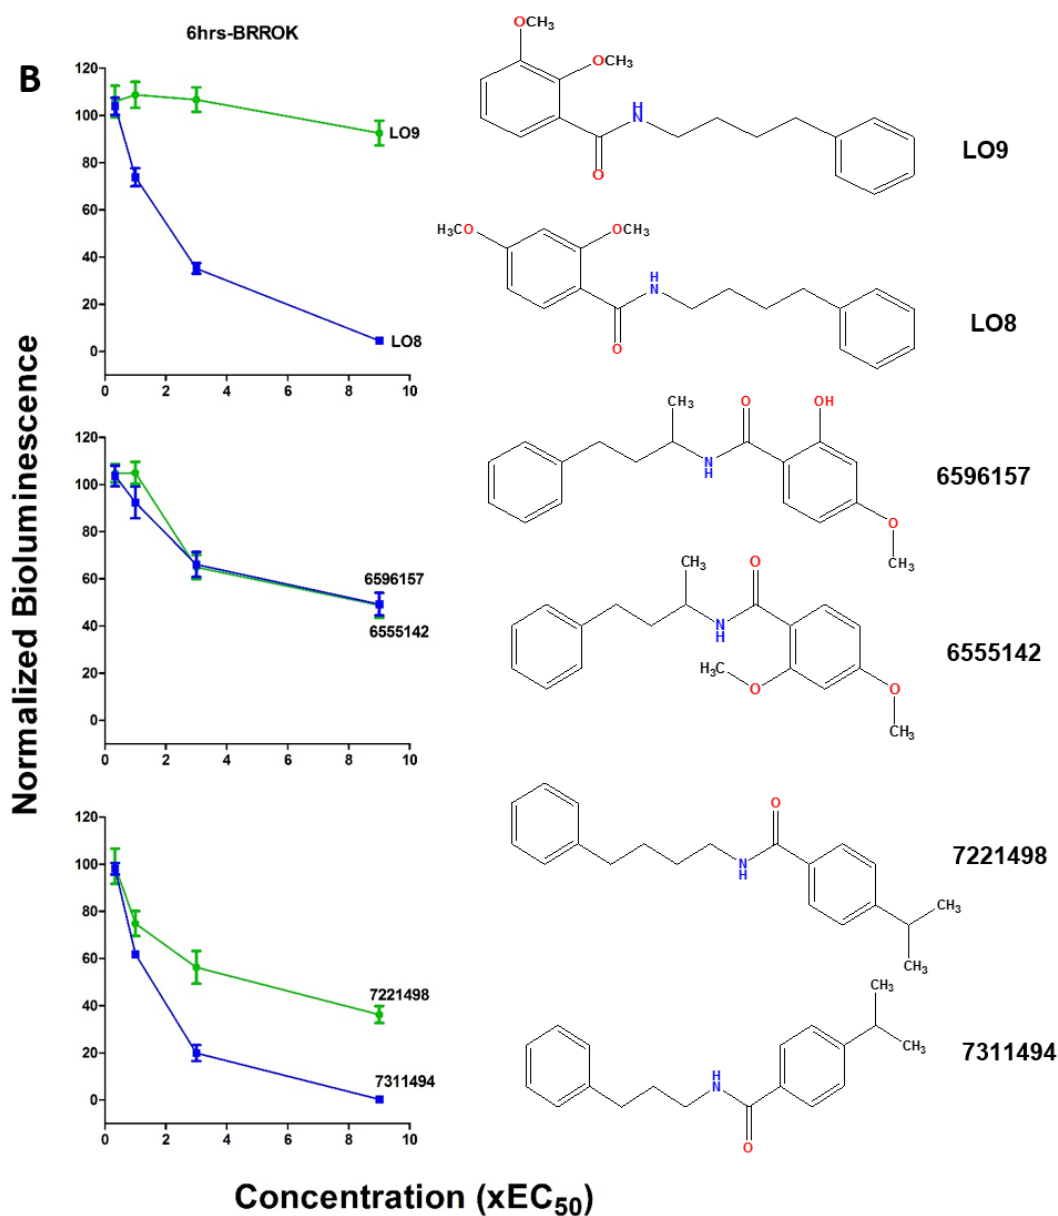 B
6hrs-BRROK
Normalized Bioluminescence
120
100
80
60
40
20
0
0 2 4 6 8 10
LO9
LO8
120
100
80
60
40
20
0
0 2 4 6 8 10
6596157
6555142
120
100
80
60
40
20
0
0 2 4 6 8 10
7221498
7311494
Concentration (xEC50)
OCH3
OCH3
H
N
O
LO9
H3CO
OCH3
H
N
O
LO8
CH3
O
OH
N
H
O
CH3
6596157
CH3
O
N
H
H3C
O
O
CH3
6555142
O
N
H
CH3
CH3
7221498
CH3
CH3
H
N
O
7311494